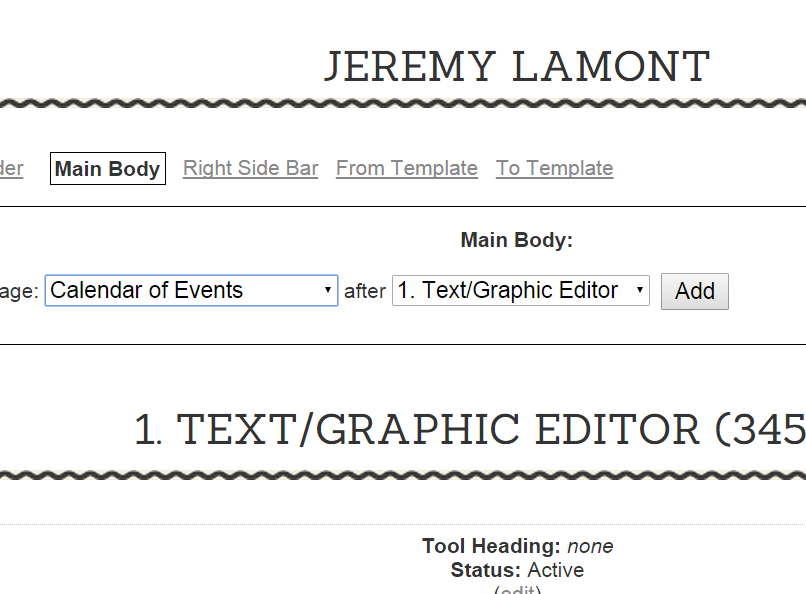 JEREMY LAMONT
der Main Body Right Side Bar From Template To Template
Main Body:
age: Calendar of Events after 1. Text/Graphic Editor Add
1. TEXT/GRAPHIC EDITOR (345
Tool Heading: none
Status: Active
(edit)